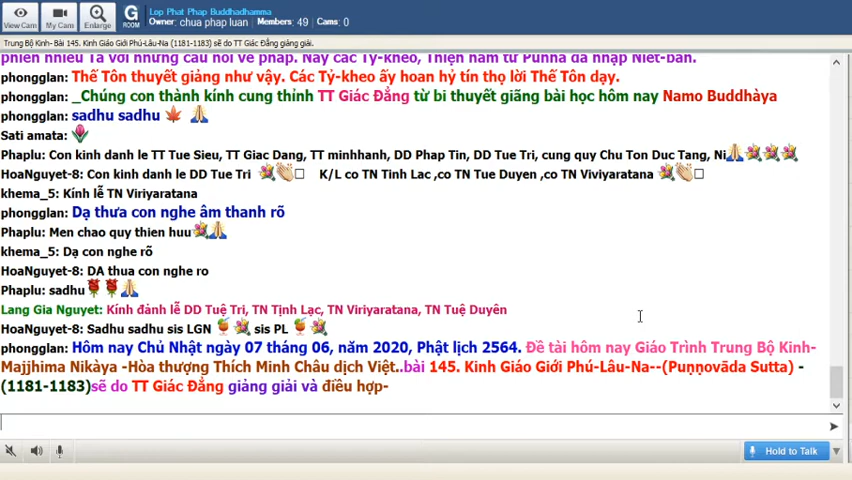 Lop Phat Phap Buddhadhamma
Owner: chua phap luan Members: 49 Cams: 0
View Cam
My Cam
Enlarge
G
ROOM
Trung Bộ Kinh- Bài 145. Kinh Giáo Giới Phú-Lâu-Na (1181-1183) sẽ do TT Giác Đẳng giảng giải.
phiền nhiễu Ta với những câu hỏi về pháp. Này các Tỷ-kheo, Thiện nam tử Punna đã nhập Niết-bàn.
phongglan: Thế Tôn thuyết giảng như vậy. Các Tỷ-kheo ấy hoan hỷ tín thọ lời Thế Tôn dạy.
phongglan: _Chúng con thành kính cung thỉnh TT Giác Đẳng từ bi thuyết giãng bài học hôm nay Namo Buddhàya
phongglan: sadhu sadhu
Sati amata:
Phaplu: Con kinh danh le TT Tue Sieu, TT Giac Dang, TT minhhanh, DD Phap Tin, DD Tue Tri, cung quy Chu Ton Duc Tang, Ni
HoaNguyet-8: Con kinh danh le DD Tue Tri K/L co TN Tinh Lac ,co TN Tue Duyen ,co TN Viviyaratana
khema_5: Kính lễ TN Viriyaratana
phongglan: Dạ thưa con nghe âm thanh rõ
Phaplu: Men chao quy thien huu
khema_5: Dạ con nghe rõ
HoaNguyet-8: DA thua con nghe ro
Phaplu: sadhu
Lang Gia Nguyet: Kính đảnh lễ DD Tuệ Tri, TN Tịnh Lạc, TN Viriyaratana, TN Tuệ Duyên
HoaNguyet-8: Sadhu sadhu sis LGN sis PL
phongglan: Hôm nay Chủ Nhật ngày 07 tháng 06, năm 2020, Phật lịch 2564. Đề tài hôm nay Giáo Trình Trung Bộ Kinh-
Majjhima Nikàya -Hòa thượng Thích Minh Châu dịch Việt..bài 145. Kinh Giáo Giới Phú-Lâu-Na--(Puṇṇovāda Sutta) -
(1181-1183)sẽ do TT Giác Đẳng giảng giải và điều hợp-
Hold to Talk